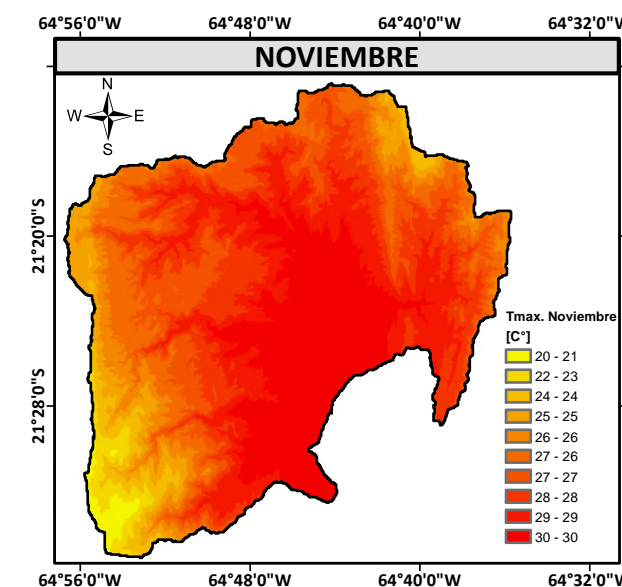 64°56'0"W 64°48'0"W 64°40'0"W 64°32'0"W
NOVIEMBRE
N
W E
S
21°20'0"S
21°28'0"S
Tmax. Noviembre
[C°]
20 - 21
22 - 23
24 - 24
25 - 25
26 - 26
27 - 26
27 - 27
28 - 28
29 - 29
30 - 30
64°56'0"W 64°48'0"W 64°40'0"W 64°32'0"W